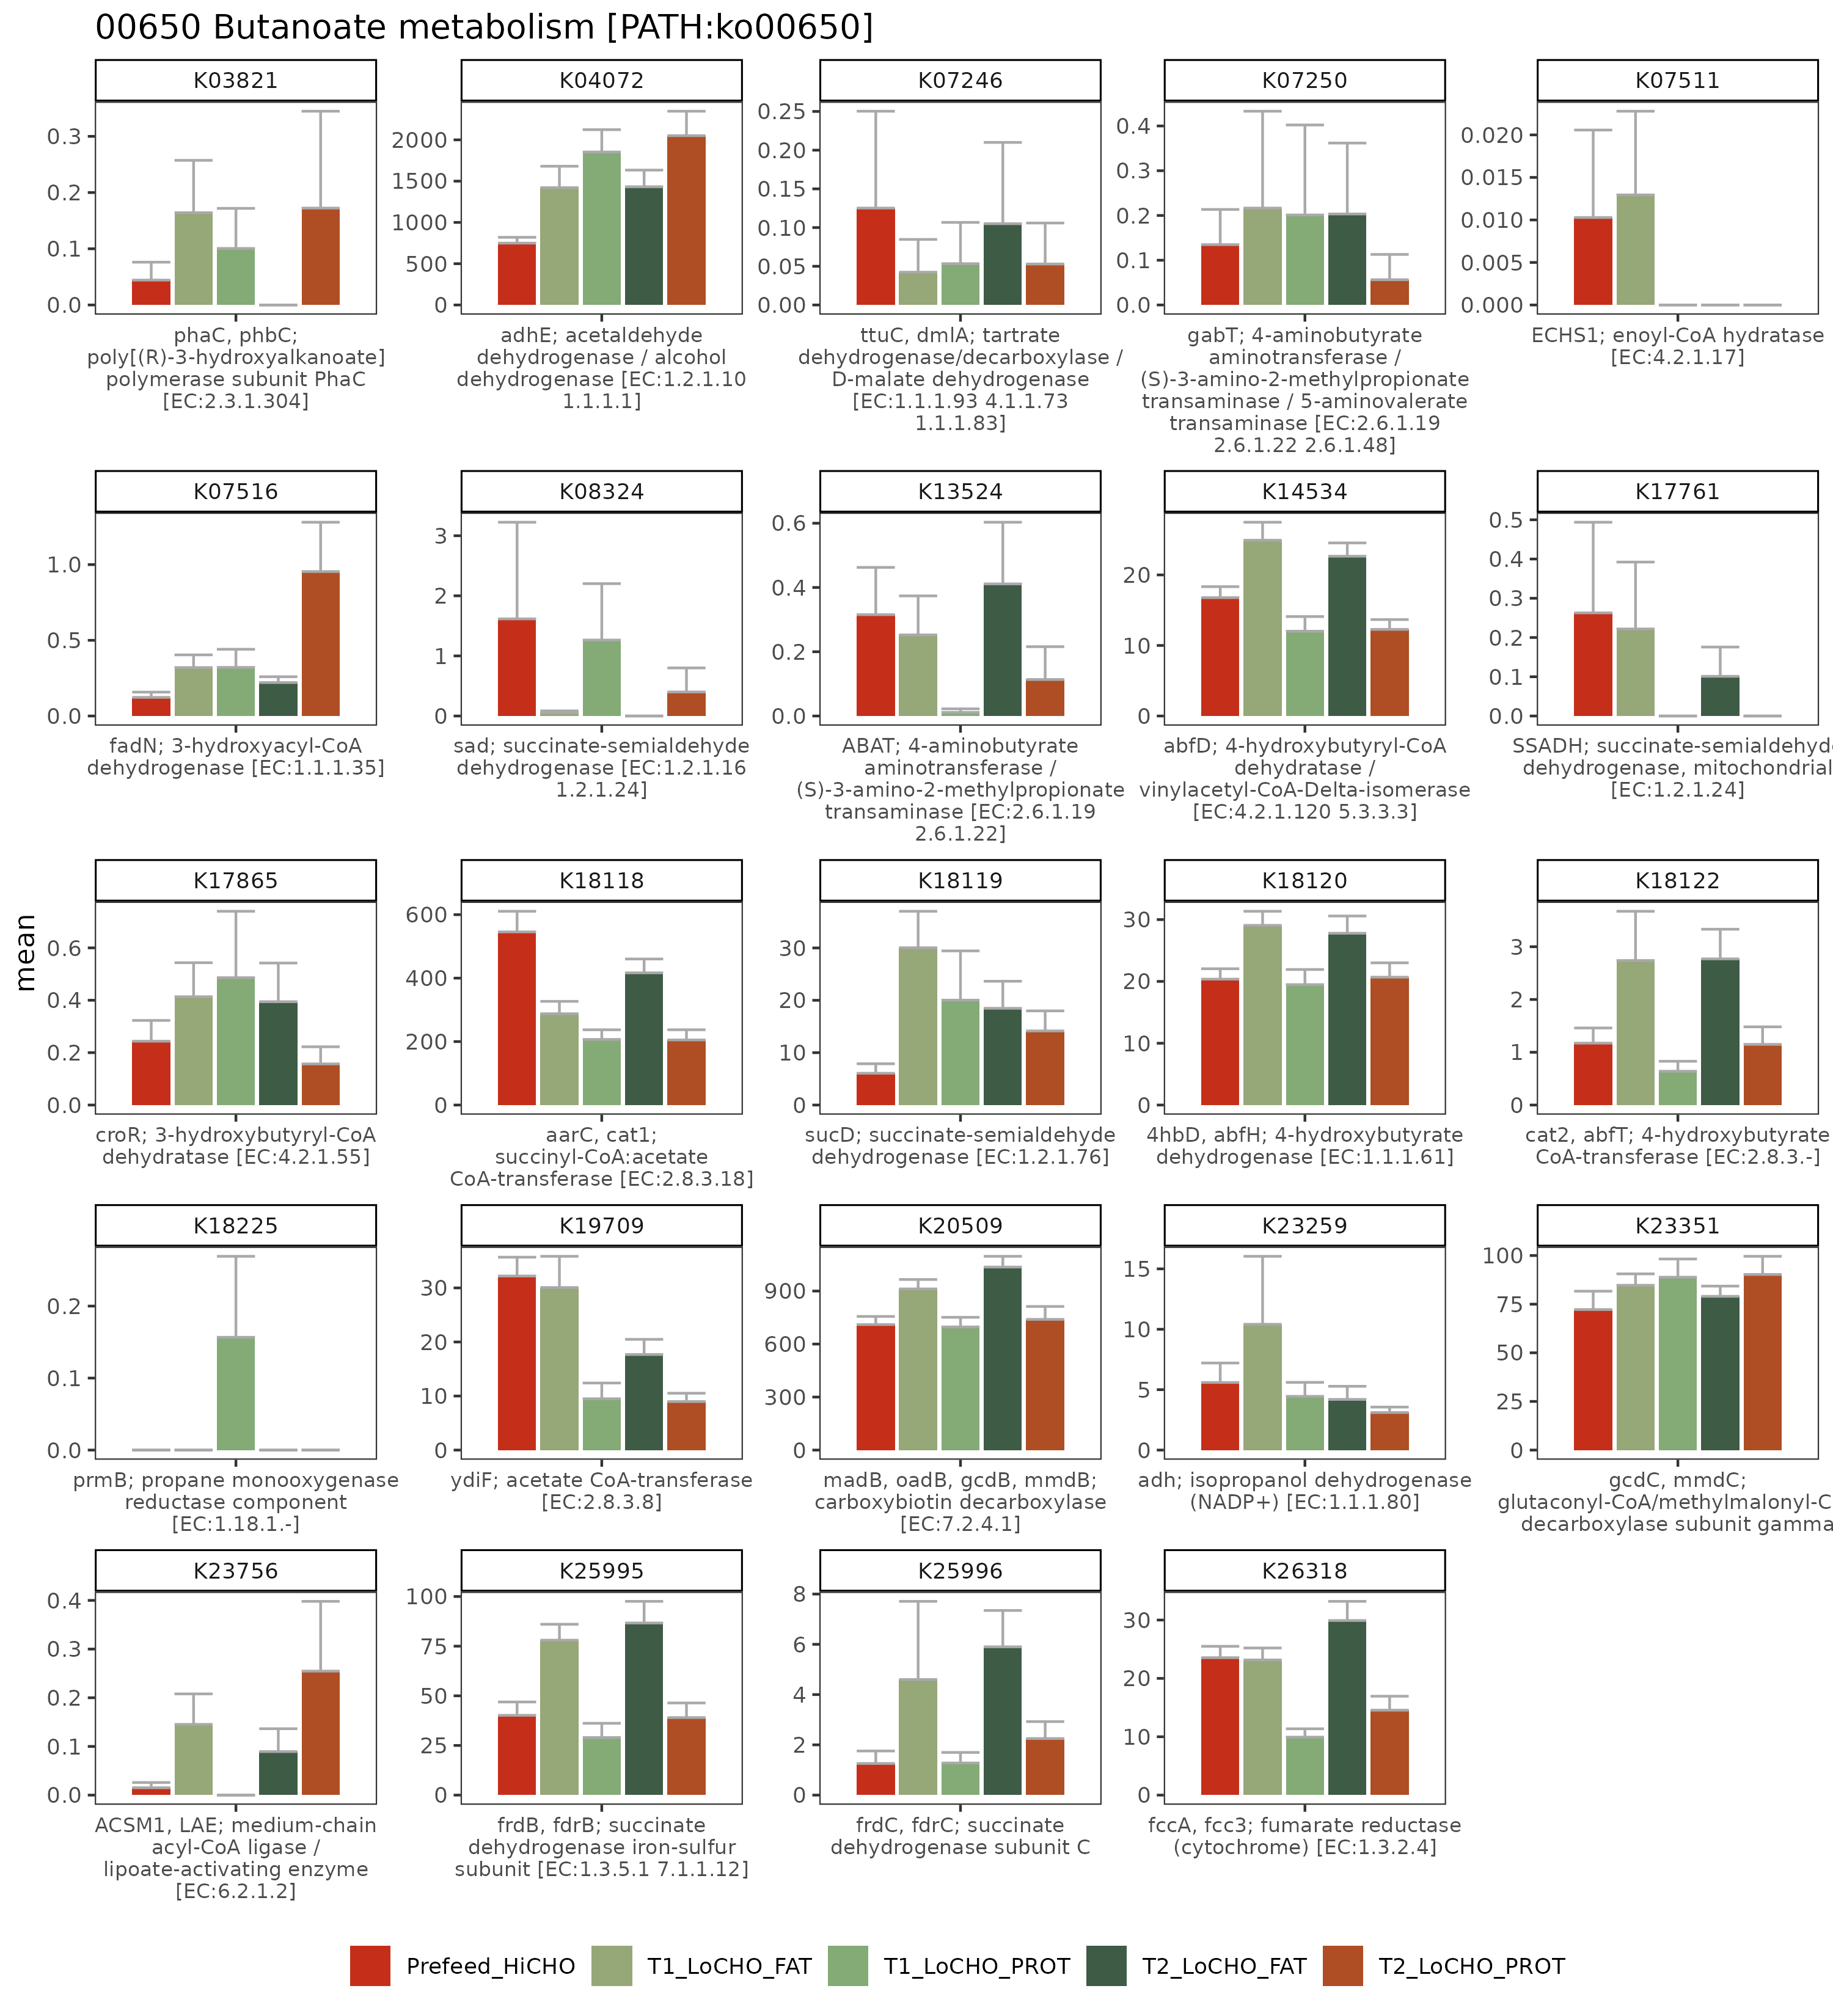 00650 Butanoate metabolism [PATH:ko00650]
mean
K03821
0.3
0.2
0.1
0.0
phaC, phbC;
poly[(R)-3-hydroxyalkanoate]
polymerase subunit PhaC
[EC:2.3.1.304]
K04072
2000
1500
1000
500
0
adhE; acetaldehyde
dehydrogenase / alcohol
dehydrogenase [EC:1.2.1.10
1.1.1.1]
K07246
0.25
0.20
0.15
0.10
0.05
0.00
ttuC, dmlA; tartrate
dehydrogenase/decarboxylase /
D-malate dehydrogenase
[EC:1.1.1.93 4.1.1.73
1.1.1.83]
K07250
0.4
0.3
0.2
0.1
0.0
gabT; 4-aminobutyrate
aminotransferase /
(S)-3-amino-2-methylpropionate
transaminase / 5-aminovalerate
transaminase [EC:2.6.1.19
2.6.1.22 2.6.1.48]
K07511
0.020
0.015
0.010
0.005
0.000
ECHS1; enoyl-CoA hydratase
[EC:4.2.1.17]
K07516
1.0
0.5
0.0
fadN; 3-hydroxyacyl-CoA
dehydrogenase [EC:1.1.1.35]
K08324
3
2
1
0
sad; succinate-semialdehyde
dehydrogenase [EC:1.2.1.16
1.2.1.24]
K13524
0.6
0.4
0.2
0.0
ABAT; 4-aminobutyrate
aminotransferase /
(S)-3-amino-2-methylpropionate
transaminase [EC:2.6.1.19
2.6.1.22]
K14534
20
10
0
abfD; 4-hydroxybutyryl-CoA
dehydratase /
vinylacetyl-CoA-Delta-isomerase
[EC:4.2.1.120 5.3.3.3]
K17761
0.5
0.4
0.3
0.2
0.1
0.0
SSADH; succinate-semialdehyde
dehydrogenase, mitochondrial
[EC:1.2.1.24]
K17865
0.6
0.4
0.2
0.0
croR; 3-hydroxybutyryl-CoA
dehydratase [EC:4.2.1.55]
K18118
600
400
200
0
aarC, cat1;
succinyl-CoA:acetate
CoA-transferase [EC:2.8.3.18]
K18119
30
20
10
0
sucD; succinate-semialdehyde
dehydrogenase [EC:1.2.1.76]
K18120
30
20
10
0
4hbD, abfH; 4-hydroxybutyrate
dehydrogenase [EC:1.1.1.61]
K18122
3
2
1
0
cat2, abfT; 4-hydroxybutyrate
CoA-transferase [EC:2.8.3.-]
K18225
0.2
0.1
0.0
prmB; propane monooxygenase
reductase component
[EC:1.18.1.-]
K19709
30
20
10
0
ydiF; acetate CoA-transferase
[EC:2.8.3.8]
K20509
900
600
300
0
madB, oadB, gcdB, mmdB;
carboxybiotin decarboxylase
[EC:7.2.4.1]
K23259
15
10
5
0
adh; isopropanol dehydrogenase
(NADP+) [EC:1.1.1.80]
K23351
100
75
50
25
0
gcdC, mmdC;
glutaconyl-CoA/methylmalonyl-C
decarboxylase subunit gamma
K23756
0.4
0.3
0.2
0.1
0.0
ACSM1, LAE; medium-chain
acyl-CoA ligase /
lipoate-activating enzyme
[EC:6.2.1.2]
K25995
100
75
50
25
0
frdB, fdrB; succinate
dehydrogenase iron-sulfur
subunit [EC:1.3.5.1 7.1.1.12]
K25996
8
6
4
2
0
frdC, fdrC; succinate
dehydrogenase subunit C
K26318
30
20
10
0
fccA, fcc3; fumarate reductase
(cytochrome) [EC:1.3.2.4]
Prefeed_HiCHO
T1_LoCHO_FAT
T1_LoCHO_PROT
T2_LoCHO_FAT
T2_LoCHO_PROT